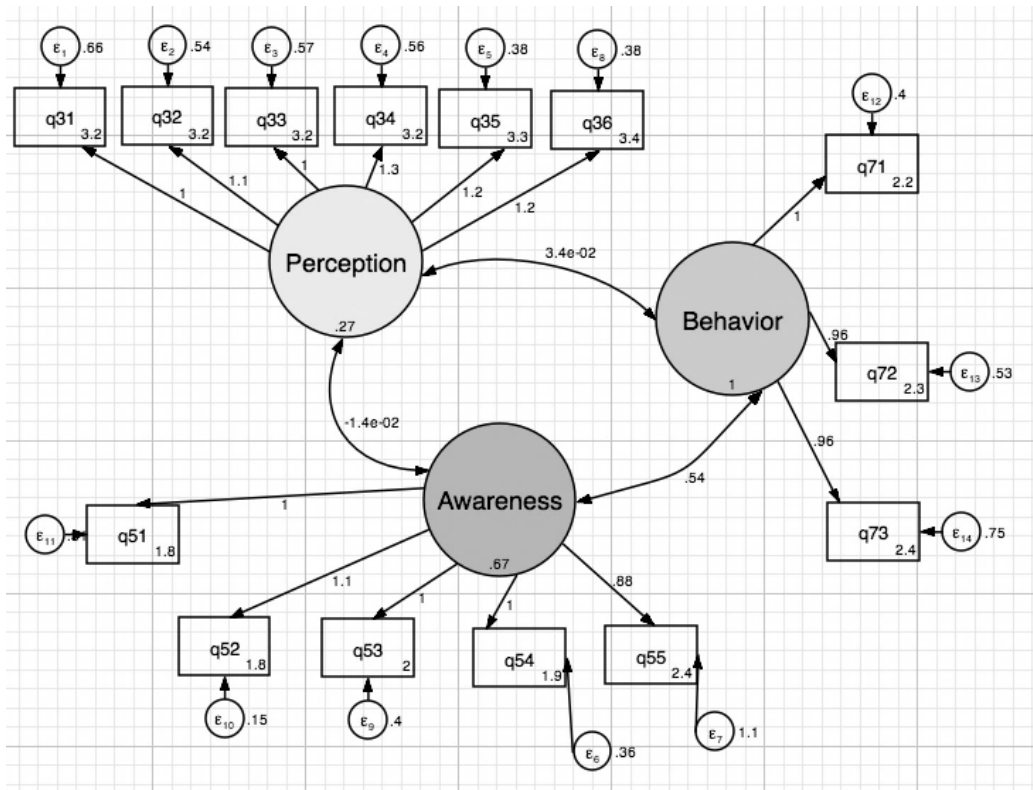 ε1 .66
ε2 .54
ε3 .57
ε4 .56
ε5 .38
ε8 .38
q31 3.2
q32 3.2
q33 3.2
q34 3.2
q35 3.3
q36 3.4
1
1.1
1
1.3
1.2
1.2
ε12 .4
q71 2.2
1
Perception
.27
3.4e-02
Behavior
1
.96
q72 2.3
ε13 .53
.96
-1.4e-02
.54
Awareness
.67
q73 2.4
ε14 .75
1
ε11
q51 1.8
1.1
1
1
.88
q52 1.8
q53 2
q54 1.9
q55 2.4
ε10 .15
ε9 .4
ε6 .36
ε7 1.1